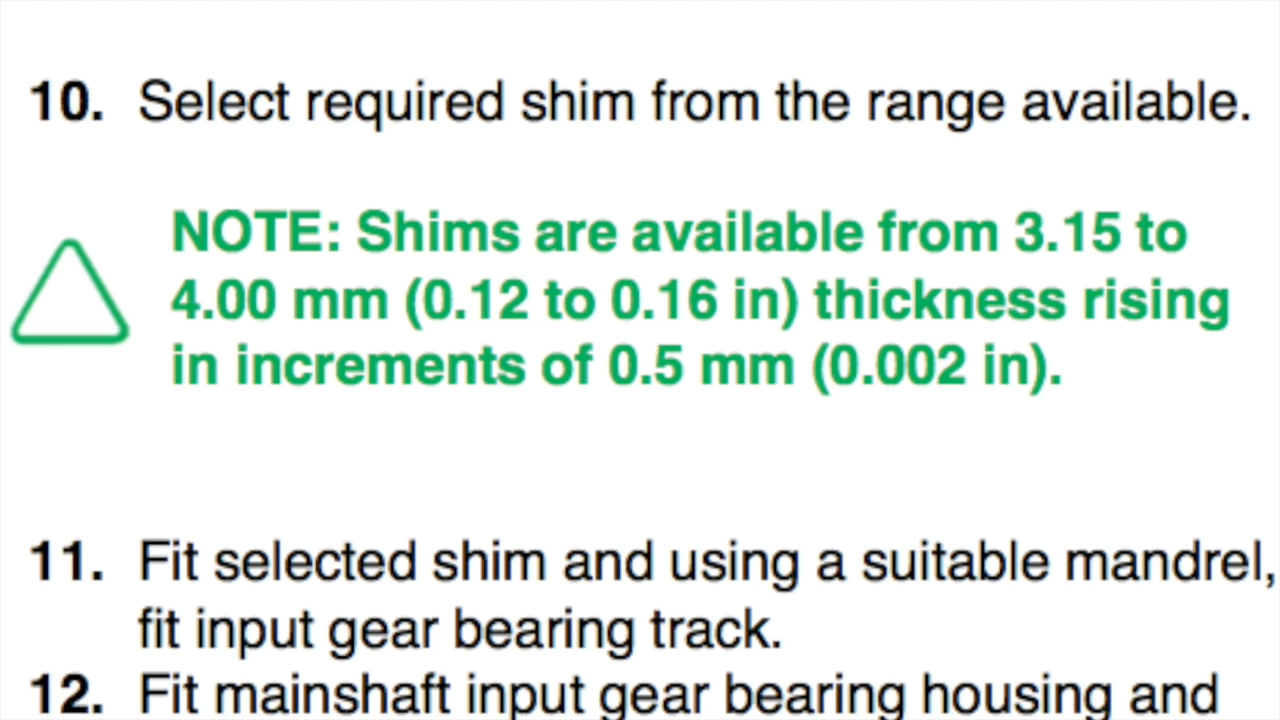 10. Select required shim from the range available.
NOTE: Shims are available from 3.15 to
4.00 mm (0.12 to 0.16 in) thickness rising
in increments of 0.5 mm (0.002 in).
11. Fit selected shim and using a suitable mandrel,
fit input gear bearing track.
12. Fit mainshaft input gear bearing housing and